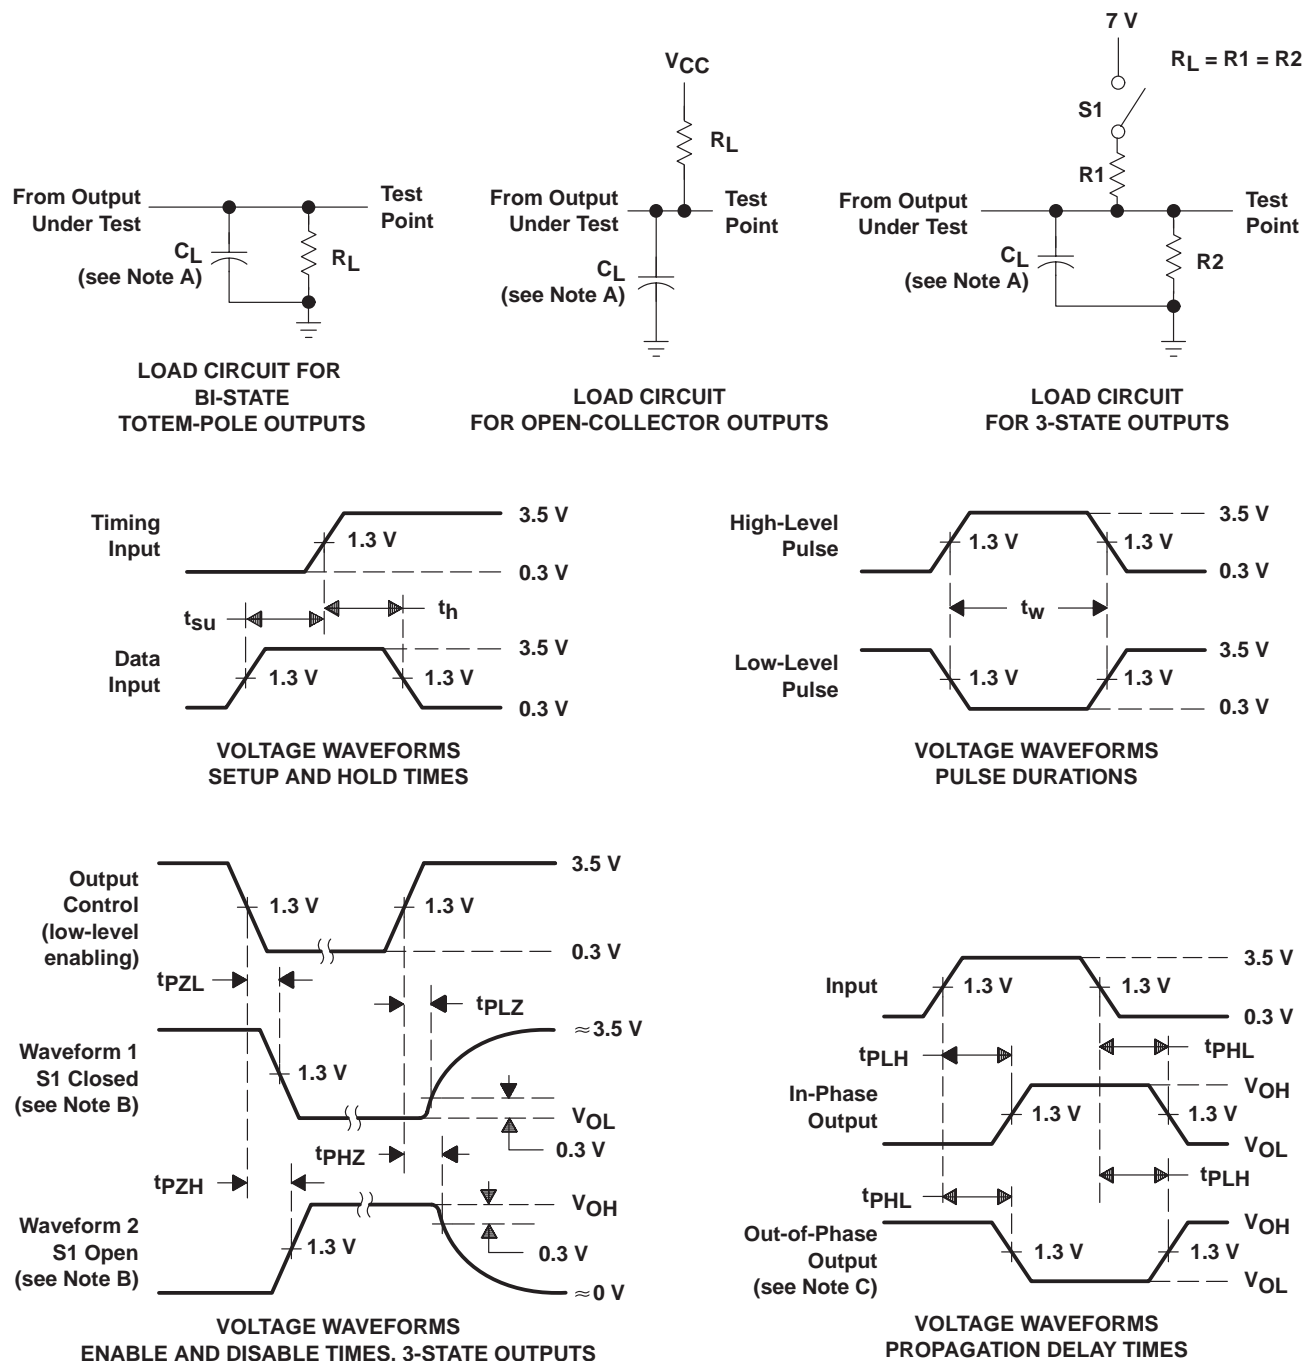 From Output
Under Test
CL
(see Note A)
RL
Test
Point
LOAD CIRCUIT FOR
BI-STATE
TOTEM-POLE OUTPUTS
VCC
RL
From Output
Under Test
Test
Point
CL
(see Note A)
LOAD CIRCUIT
FOR OPEN-COLLECTOR OUTPUTS
7 V
RL = R1 = R2
S1
R1
From Output
Under Test
Test
Point
CL
(see Note A)
R2
LOAD CIRCUIT
FOR 3-STATE OUTPUTS
Timing
Input
1.3 V
3.5 V
0.3 V
tsu
th
Data
Input
1.3 V
1.3 V
3.5 V
0.3 V
VOLTAGE WAVEFORMS
SETUP AND HOLD TIMES
High-Level
Pulse
1.3 V
1.3 V
3.5 V
0.3 V
tw
Low-Level
Pulse
1.3 V
1.3 V
3.5 V
0.3 V
VOLTAGE WAVEFORMS
PULSE DURATIONS
Output
Control
(low-level
enabling)
1.3 V
1.3 V
3.5 V
0.3 V
tPZL
tPLZ
Waveform 1
S1 Closed
(see Note B)
1.3 V
≈3.5 V
VOL
0.3 V
tPHZ
tPZH
Waveform 2
S1 Open
(see Note B)
1.3 V
VOH
0.3 V
≈0 V
VOLTAGE WAVEFORMS
ENABLE AND DISABLE TIMES, 3-STATE OUTPUTS
Input
1.3 V
1.3 V
3.5 V
0.3 V
tPLH
tPHL
In-Phase
Output
1.3 V
1.3 V
VOH
VOL
tPHL
tPLH
Out-of-Phase
Output
(see Note C)
1.3 V
1.3 V
VOH
VOL
VOLTAGE WAVEFORMS
PROPAGATION DELAY TIMES